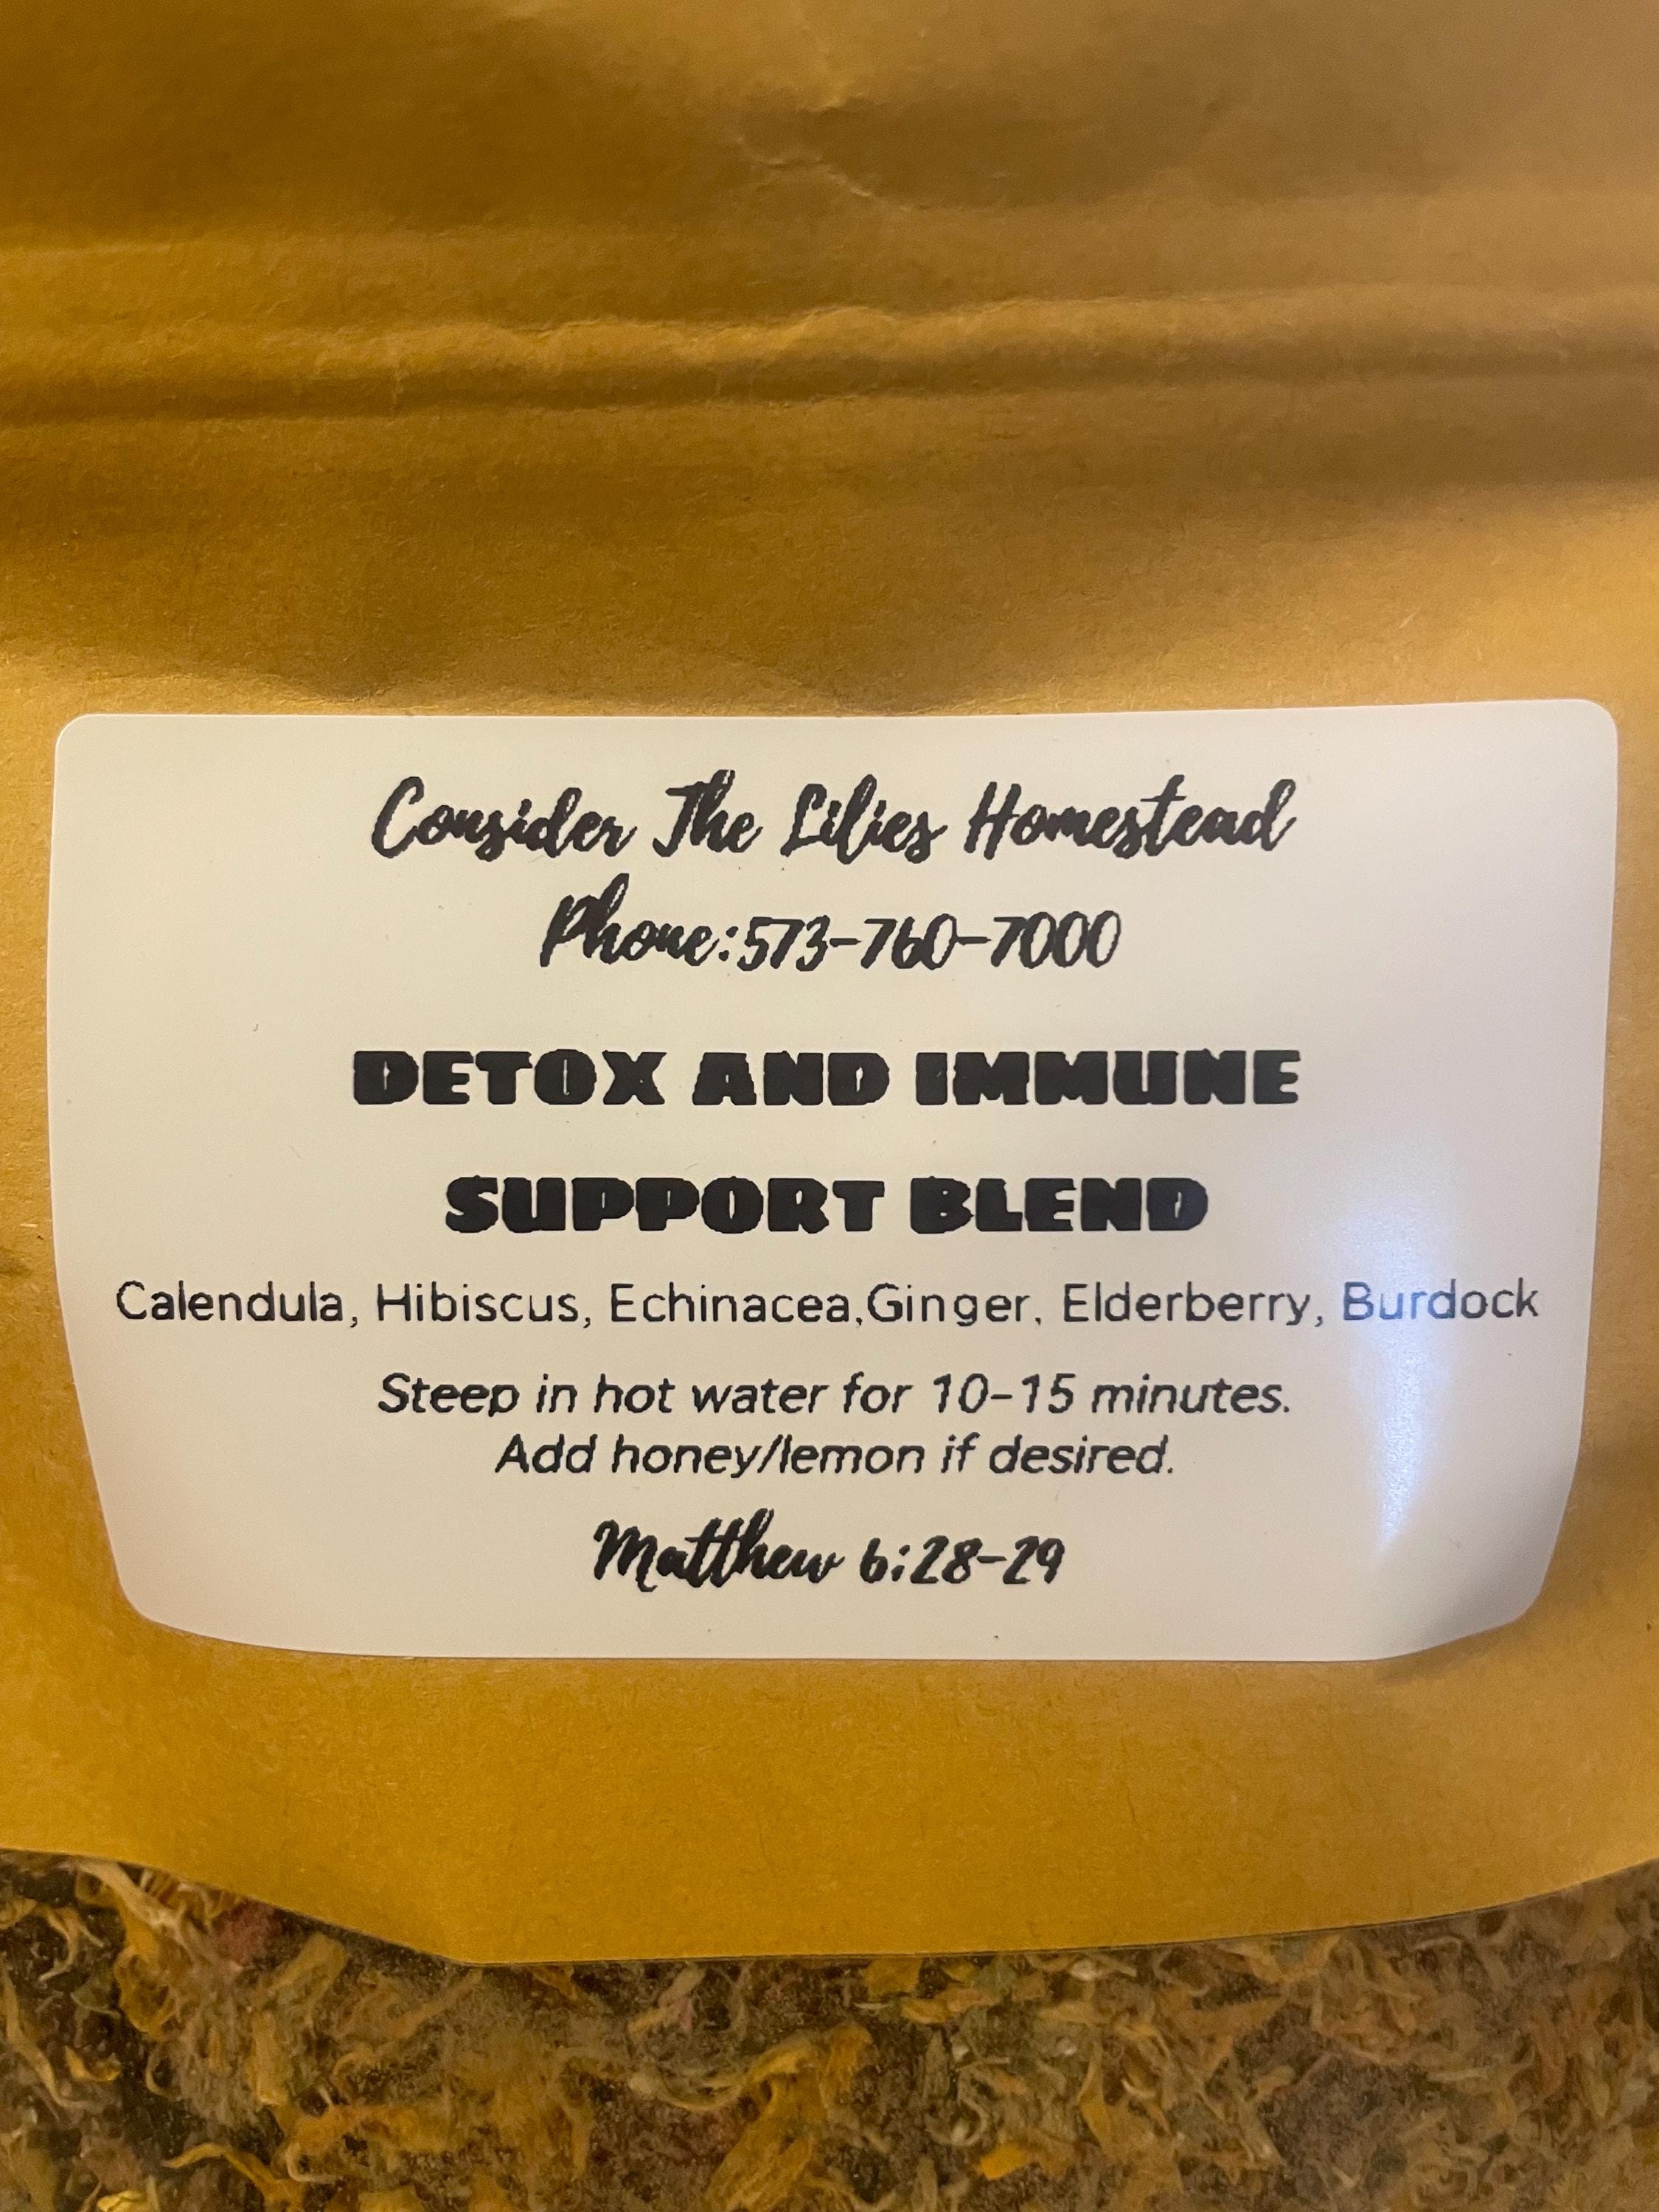 Consider The Lilies Homestead
Phone:573-760-7000
DETOX AND IMMUNE
SUPPORT BLEND
Calendula, Hibiscus, Echinacea,Ginger, Elderberry, Burdock
Steep in hot water for 10-15 minutes.
Add honey/lemon if desired.
Matthew 6:28-29